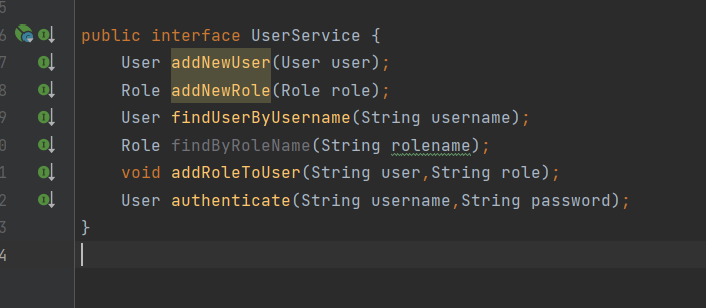 5
6 public interface UserService {
7 User addNewUser(User user);
8 Role addNewRole(Role role);
9 User findUserByUsername(String username);
0 Role findByRoleName(String rolename);
1 void addRoleToUser(String user,String role);
2 User authenticate(String username,String password);
3 }
4